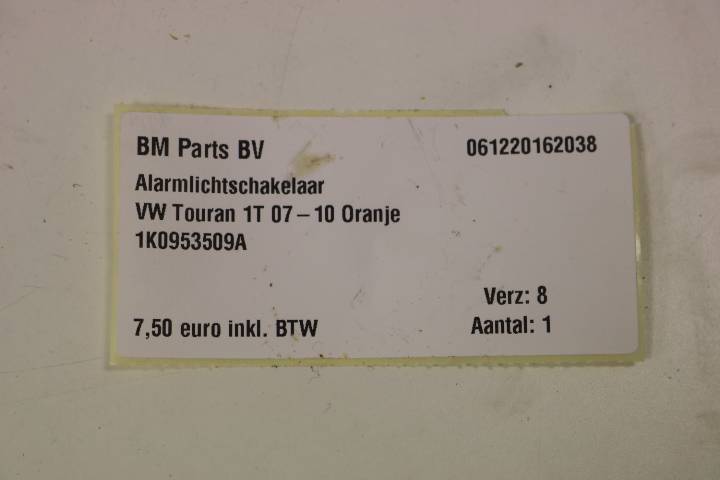 BM Parts BV 061220162038
Alarmlichtschakelaar
VW Touran 1T 07 – 10 Oranje
1K0953509A
Verz: 8
7,50 euro inkl. BTW Aantal: 1